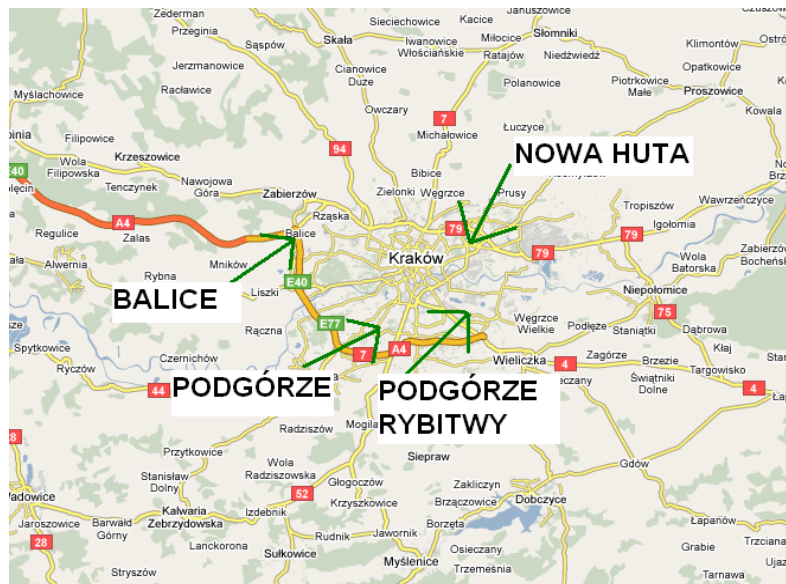 Zederman
Przeginia
Jerzmanowice
Racławice
Myślachowice
Sąspów
Skała
Cianowice
Duże
Owczary
Sieciechowice
Iwanowice
Włościańskie
Kacice
Miłocice
Ratajów
Januszowice
Słomniki
Niedźwiedź
Polanowice
Klimontów
Opatkowice
Piotrkowice
Małe
Proszowice
Kowala
Michałowice
7
Łuczyce
94
Filipowice
Wola
Filipowska
Krzeszowice
Tenczynek
Nawojowa
Góra
Zabierzów
Rząska
Zielonki
Bibice
Węgrzce
Prusy
NOWA HUTA
Tropiszów
Igołomia
Wawrzeńczyce
E40
A4
Regulice
Zalas
Balice
79
79
79
Kraków
Alwernia
Rybna
Mników
Liszki
E40
BALICE
Wola
Batorska
Zabierzów
Bocheński
Niepołomice
75
E77
Rączna
Węgrzce
Wielkie
Podłęże
Staniątki
Dąbrowa
Kłaj
Spytkowice
Ryczów
Czernichów
7
A4
Wieliczka
4
Zagórze
Brzezie
Targowisko
44
PODGÓRZE
PODGÓRZE
RYBITWY
Świątniki
Dolne
4
Radziszów
Siepraw
Przytkowice
Stanisław
Dolny
Wola
Radziszowska
Głogoczów
Krzyszkowice
Zakliczyn
Brzączowice
Dobczyce
Gdów
28
52
Izdebnik
Kalwaria
Zebrzydowska
Jaroszowice
Barwałd
Górny
Lanckorona
28
Sułkowice
Rudnik
Jawornik
Borzęta
Myślenice
Osieczany
Trzemeśnia
Łapanów
Grabie
Tarnawa
Stryszów